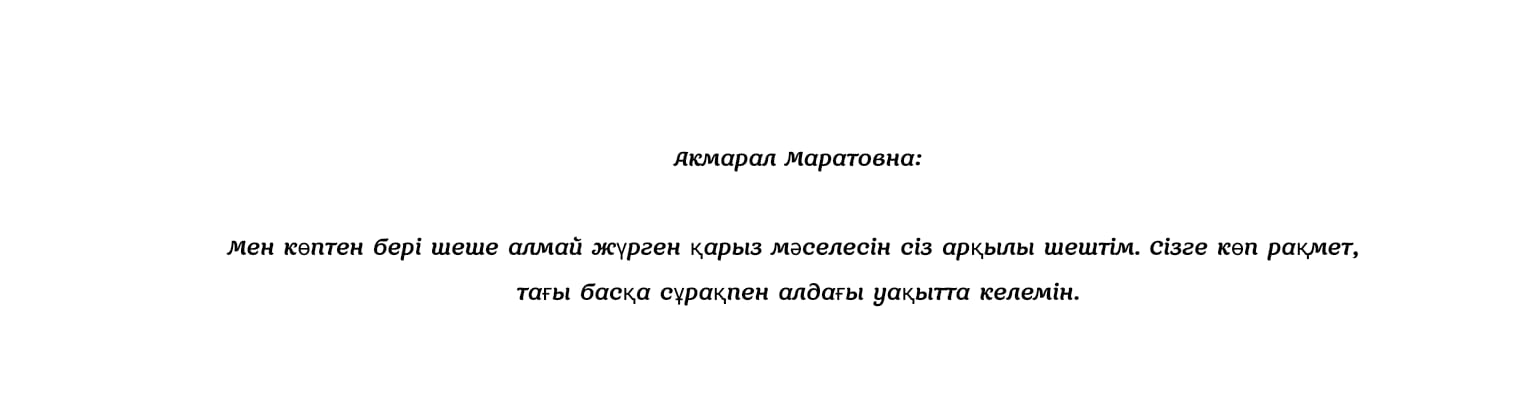 Акмарал Маратовна:
Мен көптен бері шеше алмай жүрген қарыз мәселесін сіз арқылы шештім. Сізге көп рақмет,
тағы басқа сұрақпен алдағы уақытта келемін.